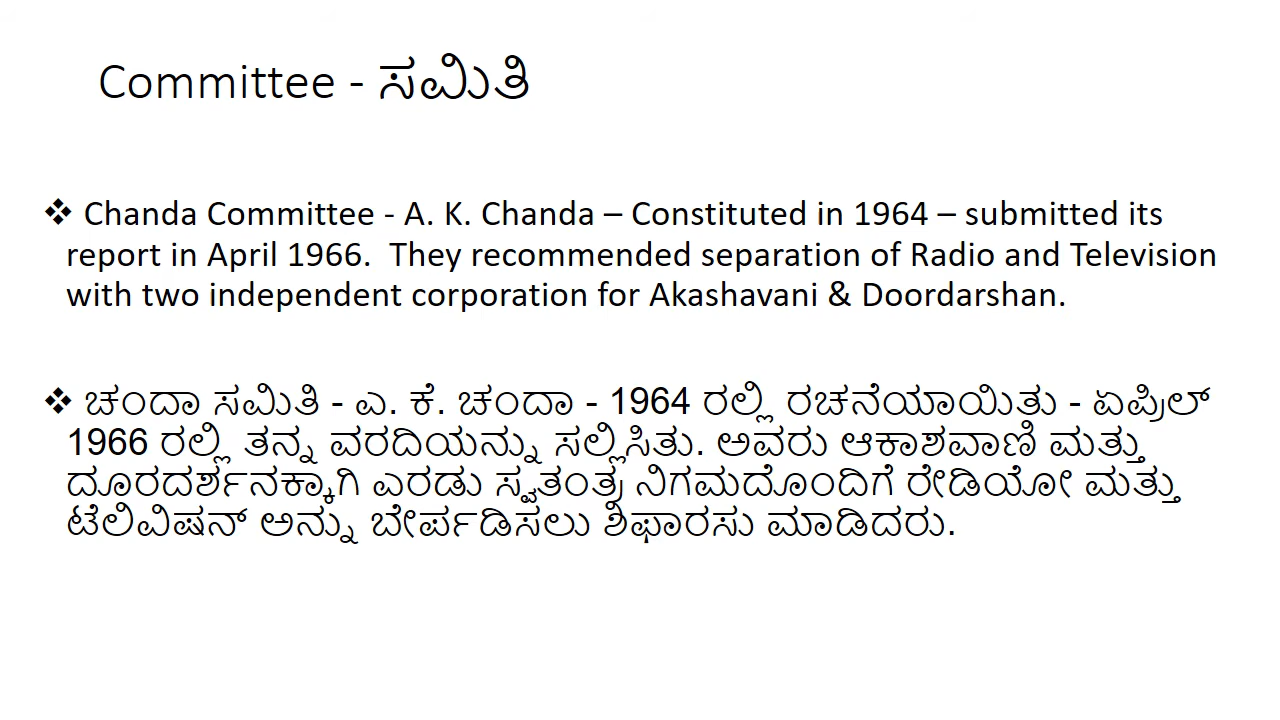 Committee - ಸಮಿತಿ
❖ Chanda Committee - A. K. Chanda – Constituted in 1964 – submitted its
report in April 1966.  They recommended separation of Radio and Television
with two independent corporation for Akashavani & Doordarshan.
❖ ಚಂದಾ ಸಮಿತಿ - ಎ. ಕೆ. ಚಂದಾ - 1964 ರಲ್ಲಿ ರಚನೆಯಾಯಿತು - ಏಪ್ರಿಲ್
1966 ರಲ್ಲಿ ತನ್ನ ವರದಿಯನ್ನು ಸಲ್ಲಿಸಿತು. ಅವರು ಆಕಾಶವಾಣಿ ಮತ್ತು
ದೂರದರ್ಶನಕ್ಕಾಗಿ ಎರಡು ಸ್ವತಂತ್ರ ನಿಗಮದೊಂದಿಗೆ ರೇಡಿಯೋ ಮತ್ತು
ಟೆಲಿವಿಷನ್ ಅನ್ನು ಬೇರ್ಪಡಿಸಲು ಶಿಫಾರಸು ಮಾಡಿದರು.